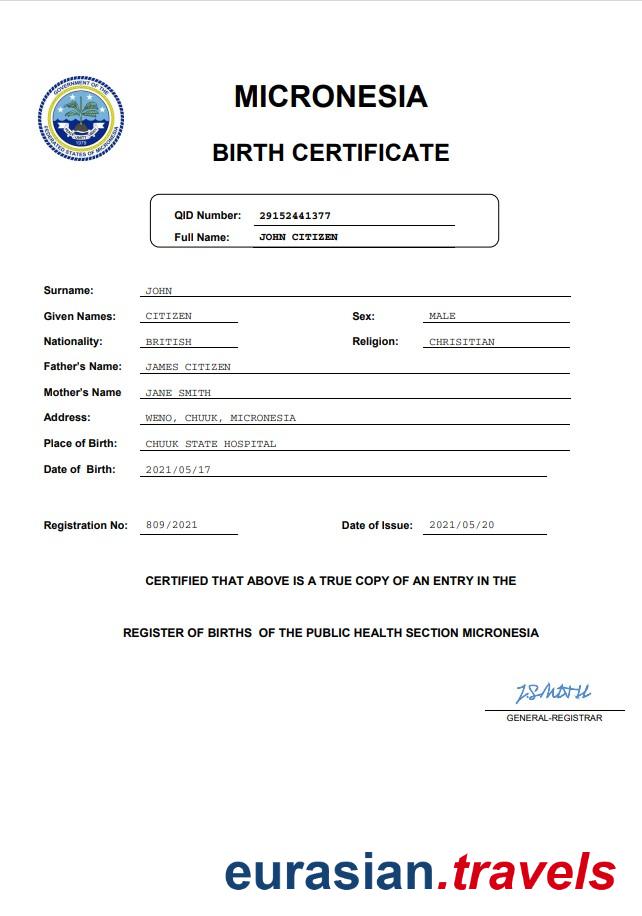 GOVERNMENT OF THE
FEDERATED STATES OF MICRONESIA
1979
MICRONESIA
BIRTH CERTIFICATE
QID Number: 29152441377
Full Name: JOHN CITIZEN
Surname: JOHN
Given Names: CITIZEN Sex: MALE
Nationality: BRITISH Religion: CHRISITIAN
Father's Name: JAMES CITIZEN
Mother's Name JANE SMITH
Address: WENO, CHUUK, MICRONESIA
Place of Birth: CHUUK STATE HOSPITAL
Date of Birth: 2021/05/17
Registration No: 809/2021 Date of Issue: 2021/05/20
CERTIFIED THAT ABOVE IS A TRUE COPY OF AN ENTRY IN THE
REGISTER OF BIRTHS OF THE PUBLIC HEALTH SECTION MICRONESIA
GENERAL-REGISTRAR
eurasian.travels